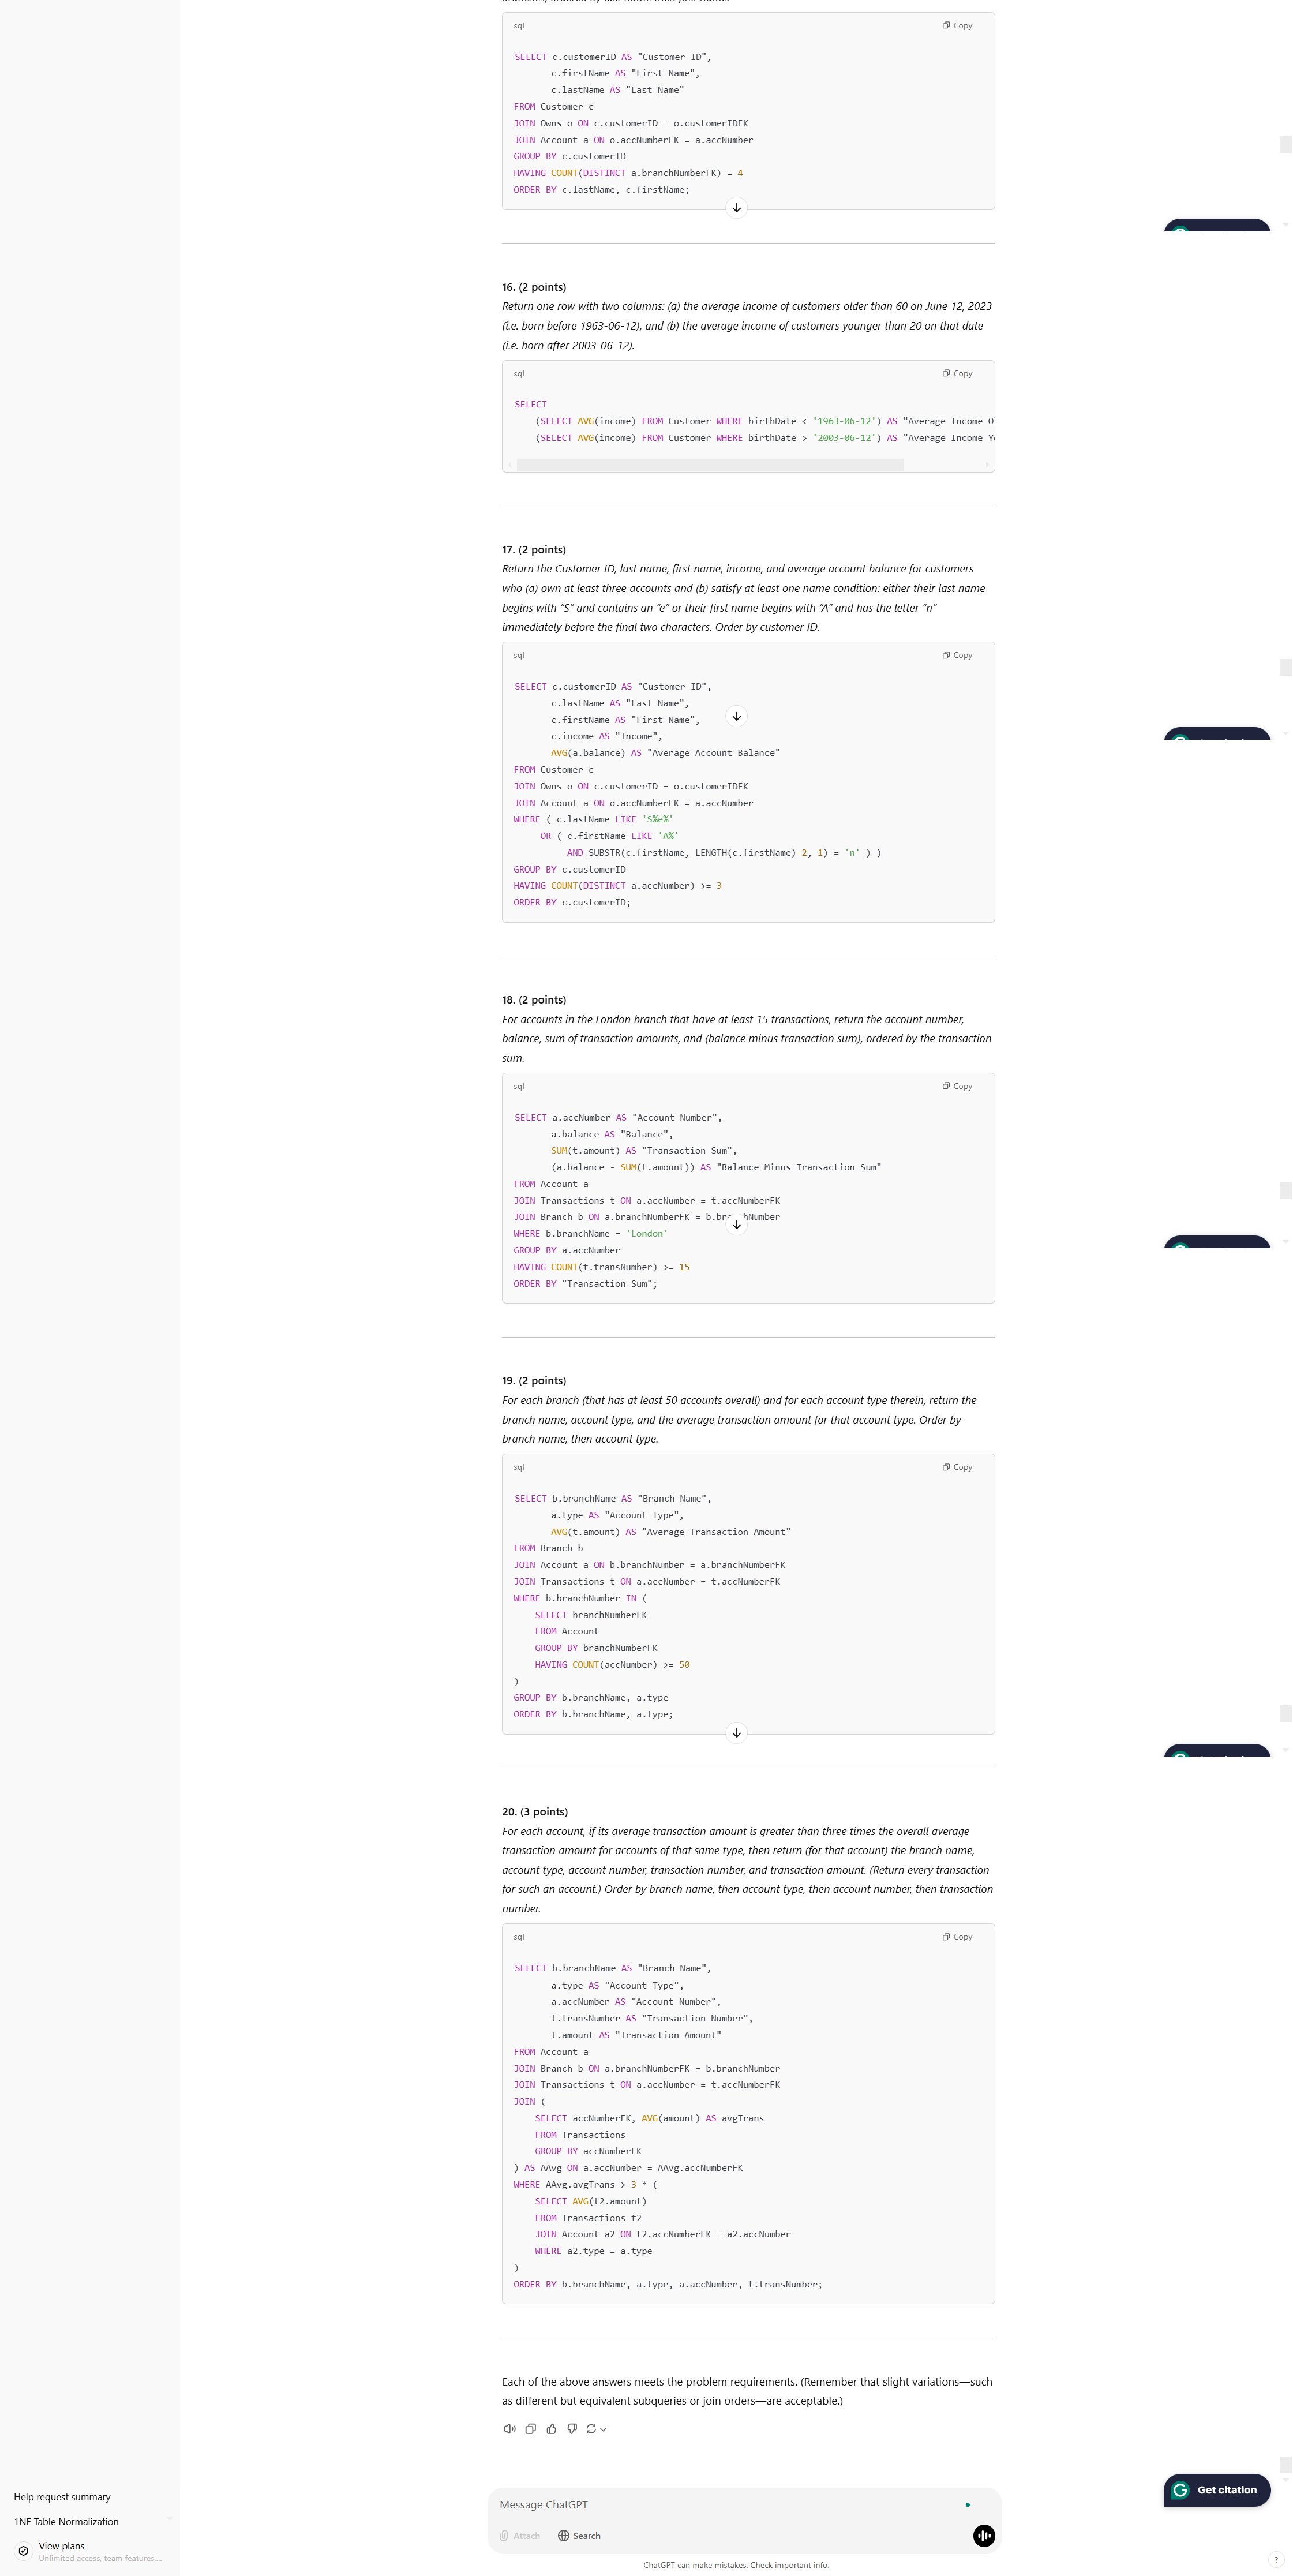 sql
Copy
SELECT c.customerID AS "Customer ID",
c.firstName AS "First Name",
c.lastName AS "Last Name"
FROM Customer c
JOIN Owns o ON c.customerID = o.customerIDFK
JOIN Account a ON o.accNumberFK = a.accNumber
GROUP BY c.customerID
HAVING COUNT(DISTINCT a.branchNumberFK) = 4
ORDER BY c.lastName, c.firstName;
16. (2 points)
Return one row with two columns: (a) the average income of customers older than 60 on June 12, 2023
(i.e. born before 1963-06-12), and (b) the average income of customers younger than 20 on that date
(i.e. born after 2003-06-12).
sql
Copy
SELECT
(SELECT AVG(income) FROM Customer WHERE birthDate < '1963-06-12') AS "Average Income
(SELECT AVG(income) FROM Customer WHERE birthDate > '2003-06-12') AS "Average Income
17. (2 points)
Return the Customer ID, last name, first name, income, and average account balance for customers
who (a) own at least three accounts and (b) satisfy at least one name condition: either their last name
begins with “S” and contains an “e” or their first name begins with “A” and has the letter “n”
immediately before the final two characters. Order by customer ID.
sql
Copy
SELECT c.customerID AS "Customer ID",
c.lastName AS "Last Name",
c.firstName AS "First Name",
c.income AS "Income",
AVG(a.balance) AS "Average Account Balance"
FROM Customer c
JOIN Owns o ON c.customerID = o.customerIDFK
JOIN Account a ON o.accNumberFK = a.accNumber
WHERE ( c.lastName LIKE 'S%e%'
OR ( c.firstName LIKE 'A%'
AND SUBSTR(c.firstName, LENGTH(c.firstName)-2, 1) = 'n' ) )
GROUP BY c.customerID
HAVING COUNT(DISTINCT a.accNumber) >= 3
ORDER BY c.customerID;
18. (2 points)
For accounts in the London branch that have at least 15 transactions, return the account number,
balance, sum of transaction amounts, and (balance minus transaction sum), ordered by the transaction
sum.
sql
Copy
SELECT a.accNumber AS "Account Number",
a.balance AS "Balance",
SUM(t.amount) AS "Transaction Sum",
(a.balance - SUM(t.amount)) AS "Balance Minus Transaction Sum"
FROM Account a
JOIN Transactions t ON a.accNumber = t.accNumberFK
JOIN Branch b ON a.branchNumberFK = b.branchNumber
WHERE b.branchName = 'London'
GROUP BY a.accNumber
HAVING COUNT(t.transNumber) >= 15
ORDER BY "Transaction Sum";
19. (2 points)
For each branch (that has at least 50 accounts overall) and for each account type therein, return the
branch name, account type, and the average transaction amount for that account type. Order by
branch name, then account type.
sql
Copy
SELECT b.branchName AS "Branch Name",
a.type AS "Account Type",
AVG(t.amount) AS "Average Transaction Amount"
FROM Branch b
JOIN Account a ON b.branchNumber = a.branchNumberFK
JOIN Transactions t ON a.accNumber = t.accNumberFK
WHERE b.branchNumber IN (
SELECT branchNumberFK
FROM Account
GROUP BY branchNumberFK
HAVING COUNT(accNumber) >= 50
)
GROUP BY b.branchName, a.type
ORDER BY b.branchName, a.type;
20. (3 points)
For each account, if its average transaction amount is greater than three times the overall average
transaction amount for accounts of that same type, then return (for that account) the branch name,
account type, account number, transaction number, and transaction amount. (Return every transaction
for such an account.) Order by branch name, then account type, then account number, then transaction
number.
sql
Copy
SELECT b.branchName AS "Branch Name",
a.type AS "Account Type",
a.accNumber AS "Account Number",
t.transNumber AS "Transaction Number",
t.amount AS "Transaction Amount"
FROM Account a
JOIN Branch b ON a.branchNumberFK = b.branchNumber
JOIN Transactions t ON a.accNumber = t.accNumberFK
JOIN (
SELECT accNumberFK, AVG(amount) AS avgTrans
FROM Transactions
GROUP BY accNumberFK
) AS AAvg ON a.accNumber = AAvg.accNumberFK
WHERE AAvg.avgTrans > 3 * (
SELECT AVG(t2.amount)
FROM Transactions t2
JOIN Account a2 ON t2.accNumberFK = a2.accNumber
WHERE a2.type = a.type
)
ORDER BY b.branchName, a.type, a.accNumber, t.transNumber;
Each of the above answers meets the problem requirements. (Remember that slight variations—such
as different but equivalent subqueries or join orders—are acceptable.)
Get citation
Help request summary
1NF Table Normalization
View plans
Unlimited access, team features,...
Message ChatGPT
Attach
Search
ChatGPT can make mistakes. Check important info.
?